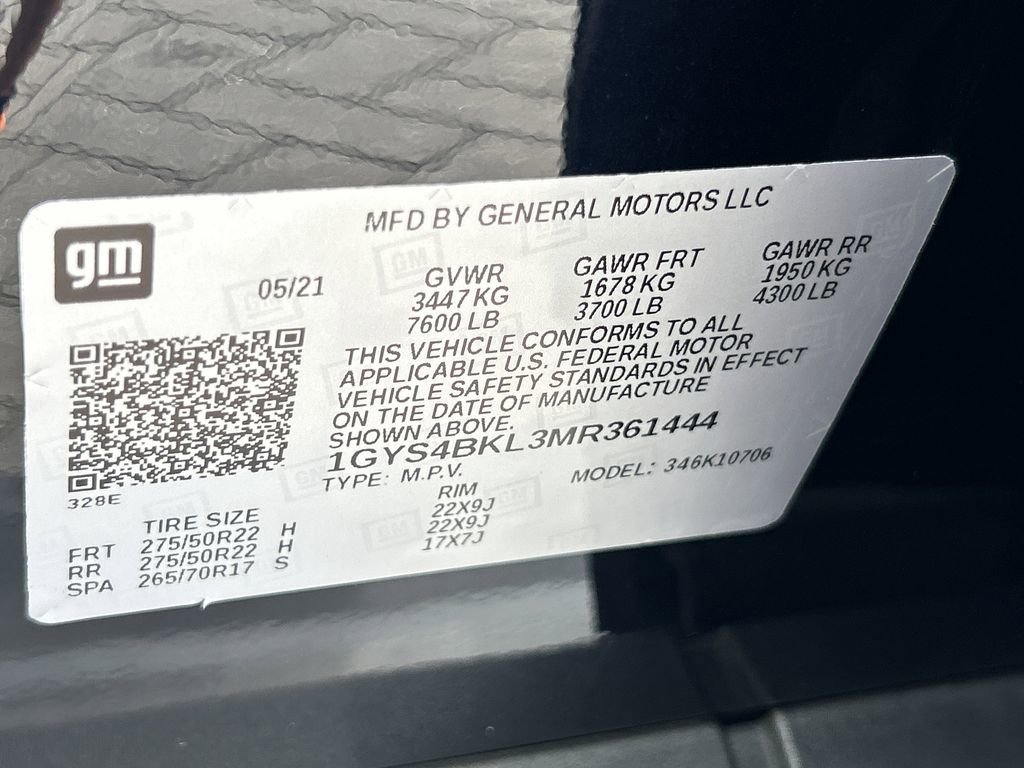 gm
MFD BY GENERAL MOTORS LLC
05/21
GVWR
3447 KG
7600 LB
GAWR FRT
1678 KG
3700 LB
GAWR RR
1950 KG
4300 LB
THIS VEHICLE CONFORMS TO ALL
APPLICABLE U.S. FEDERAL MOTOR
VEHICLE SAFETY STANDARDS IN EFFECT
ON THE DATE OF MANUFACTURE
SHOWN ABOVE.
1GYS4BKL3MR361444
TYPE: M.P.V. MODEL: 346K10706
328E
TIRE SIZE RIM
FRT 275/50R22 H 22X9J
RR 275/50R22 H 22X9J
SPA 265/70R17 S 17X7J